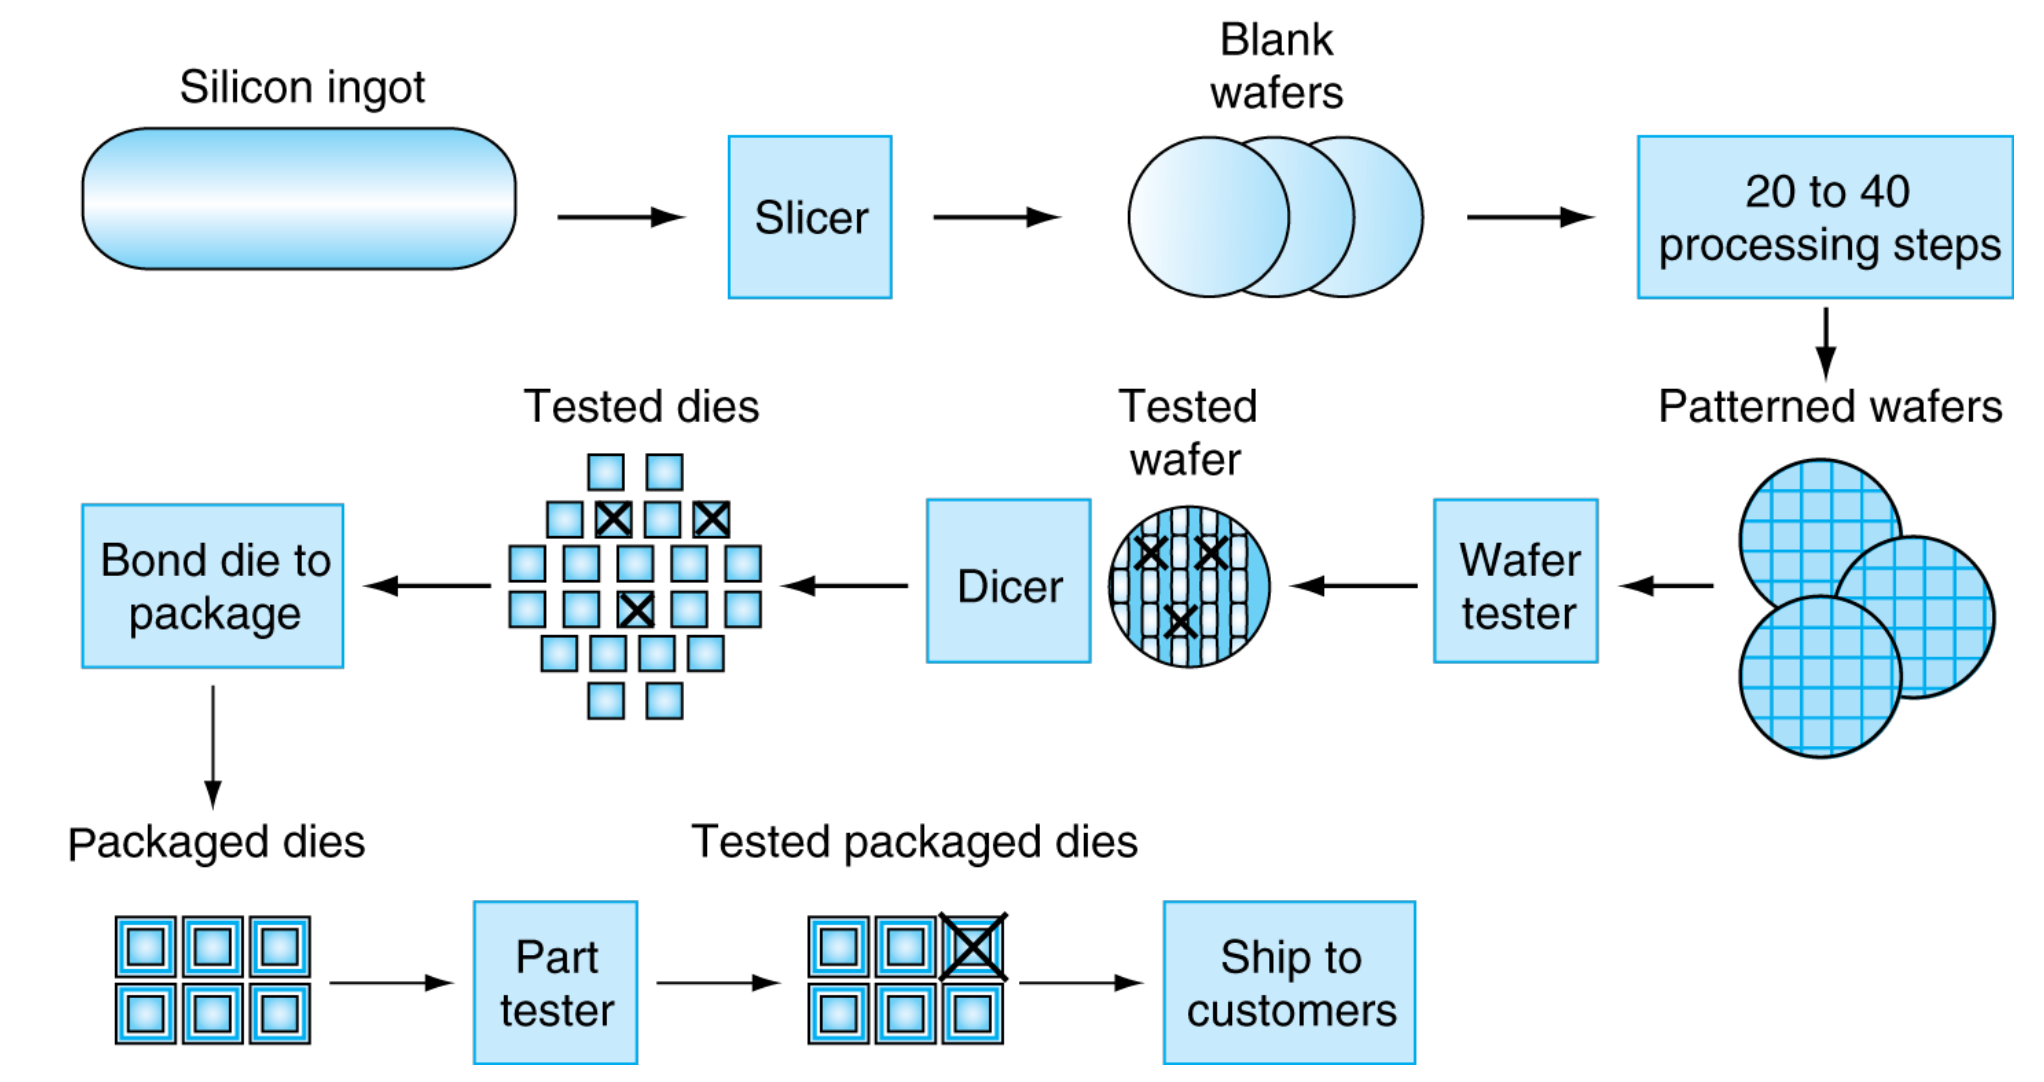 Silicon ingot
Slicer
Blank
wafers
20 to 40
processing steps
Patterned wafers
Wafer
tester
Tested
wafer
Dicer
Tested dies
Bond die to
package
Packaged dies
Part
tester
Tested packaged dies
Ship to
customers